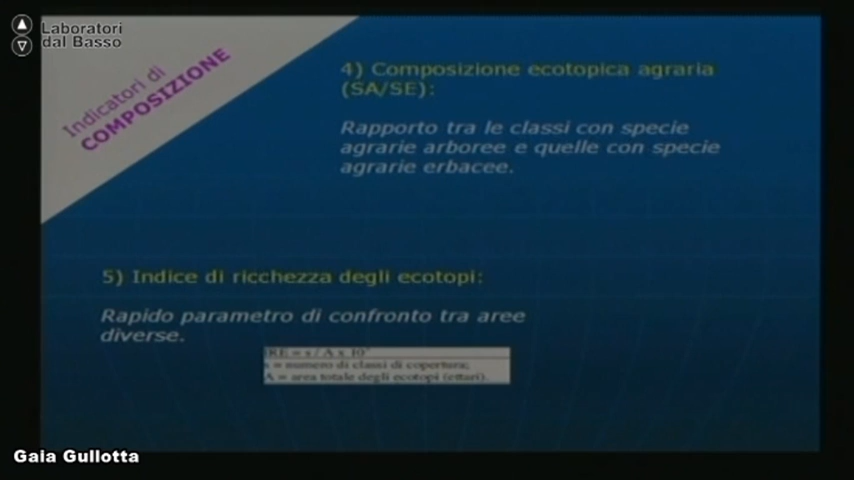 Laboratori
dal Basso
Indicatori di
COMPOSIZIONE
4) Composizione ecotopica agraria
(SA/SE):
Rapporto tra le classi con specie
agrarie arboree e quelle con specie
agrarie erbacee.
5) Indice di ricchezza degli ecotopi:
Rapido parametro di confronto tra aree
diverse.
IRE = s / A x
s = numero di classi di copertura;
A = area totale degli ecotopi (ettari)
Gaia Gullotta